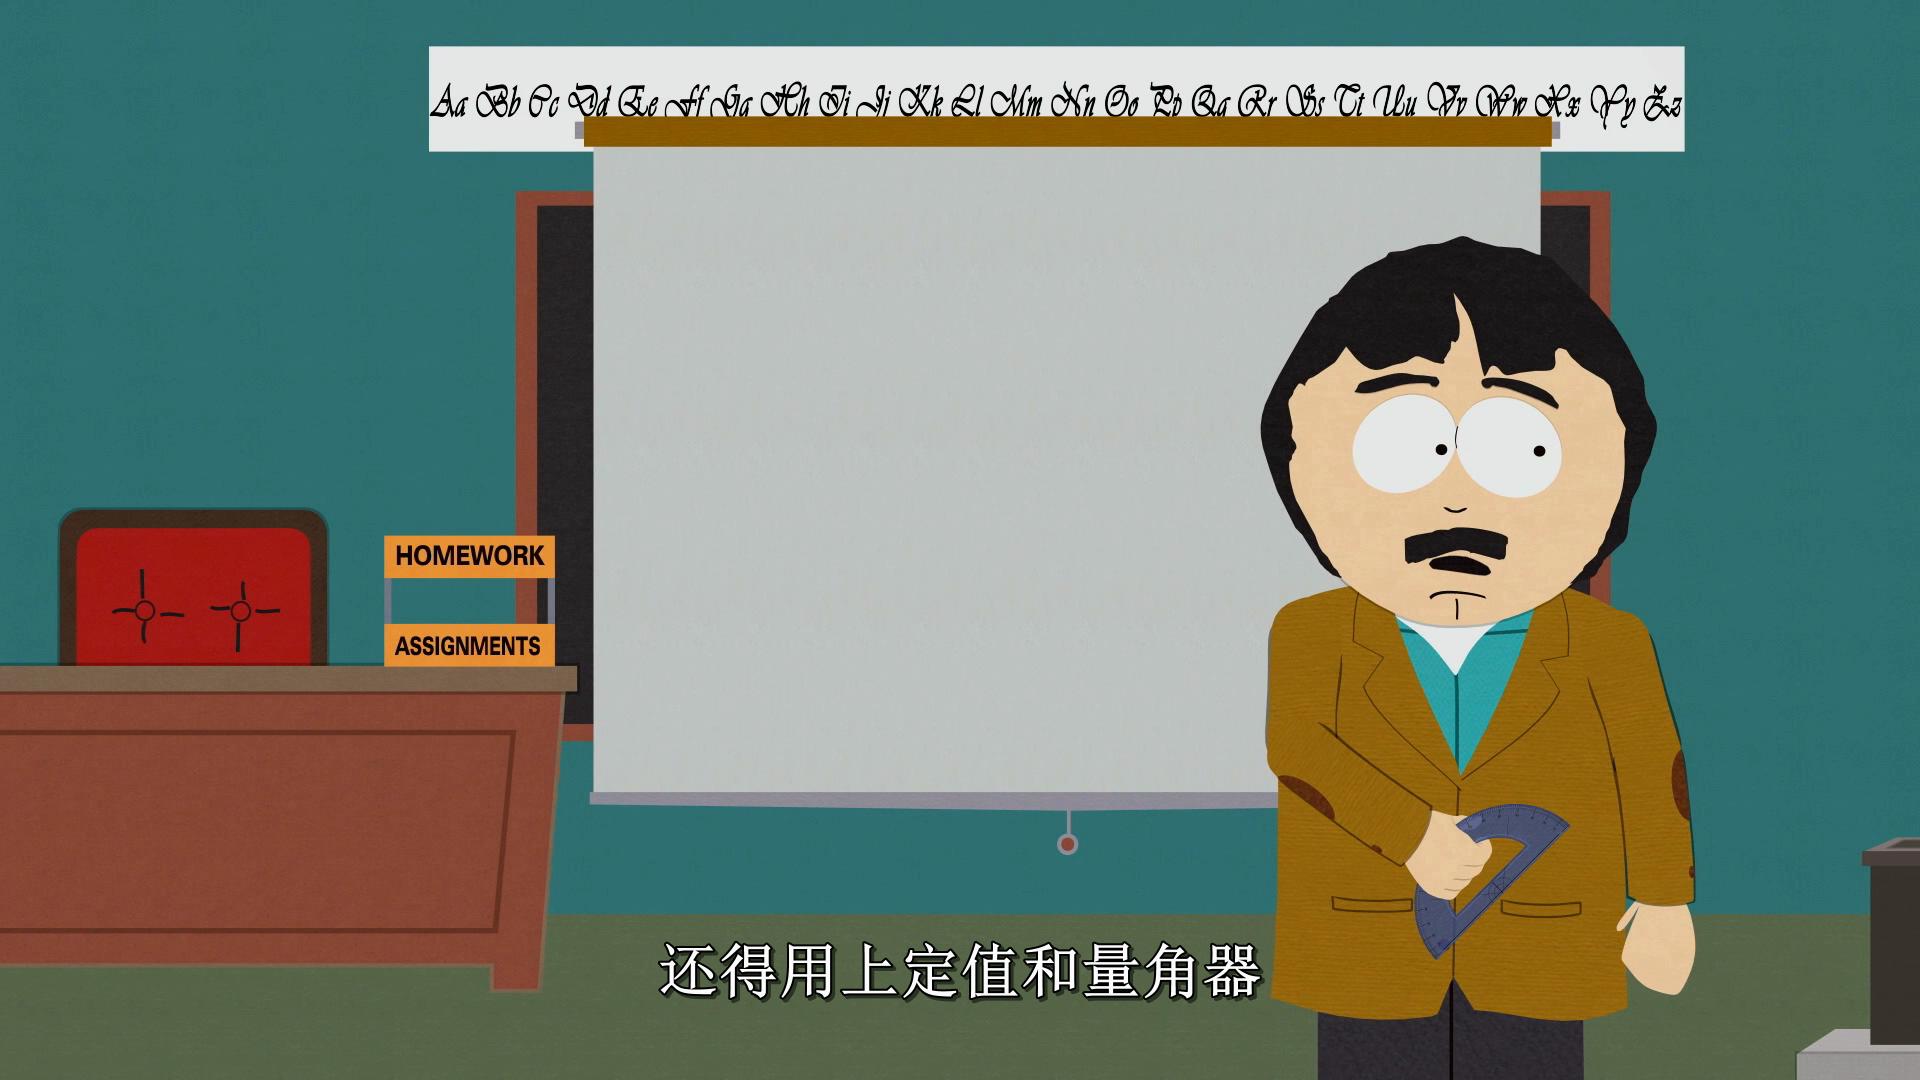 Aa Bb Cc Dd Ee Ff Gg Hh Ii Jj Kk Ll Mm Nn Oo Pp Qq Rr Ss Tt Uu Vv Ww Xx Yy Zz
HOMEWORK
ASSIGNMENTS
还得用上定值和量角器